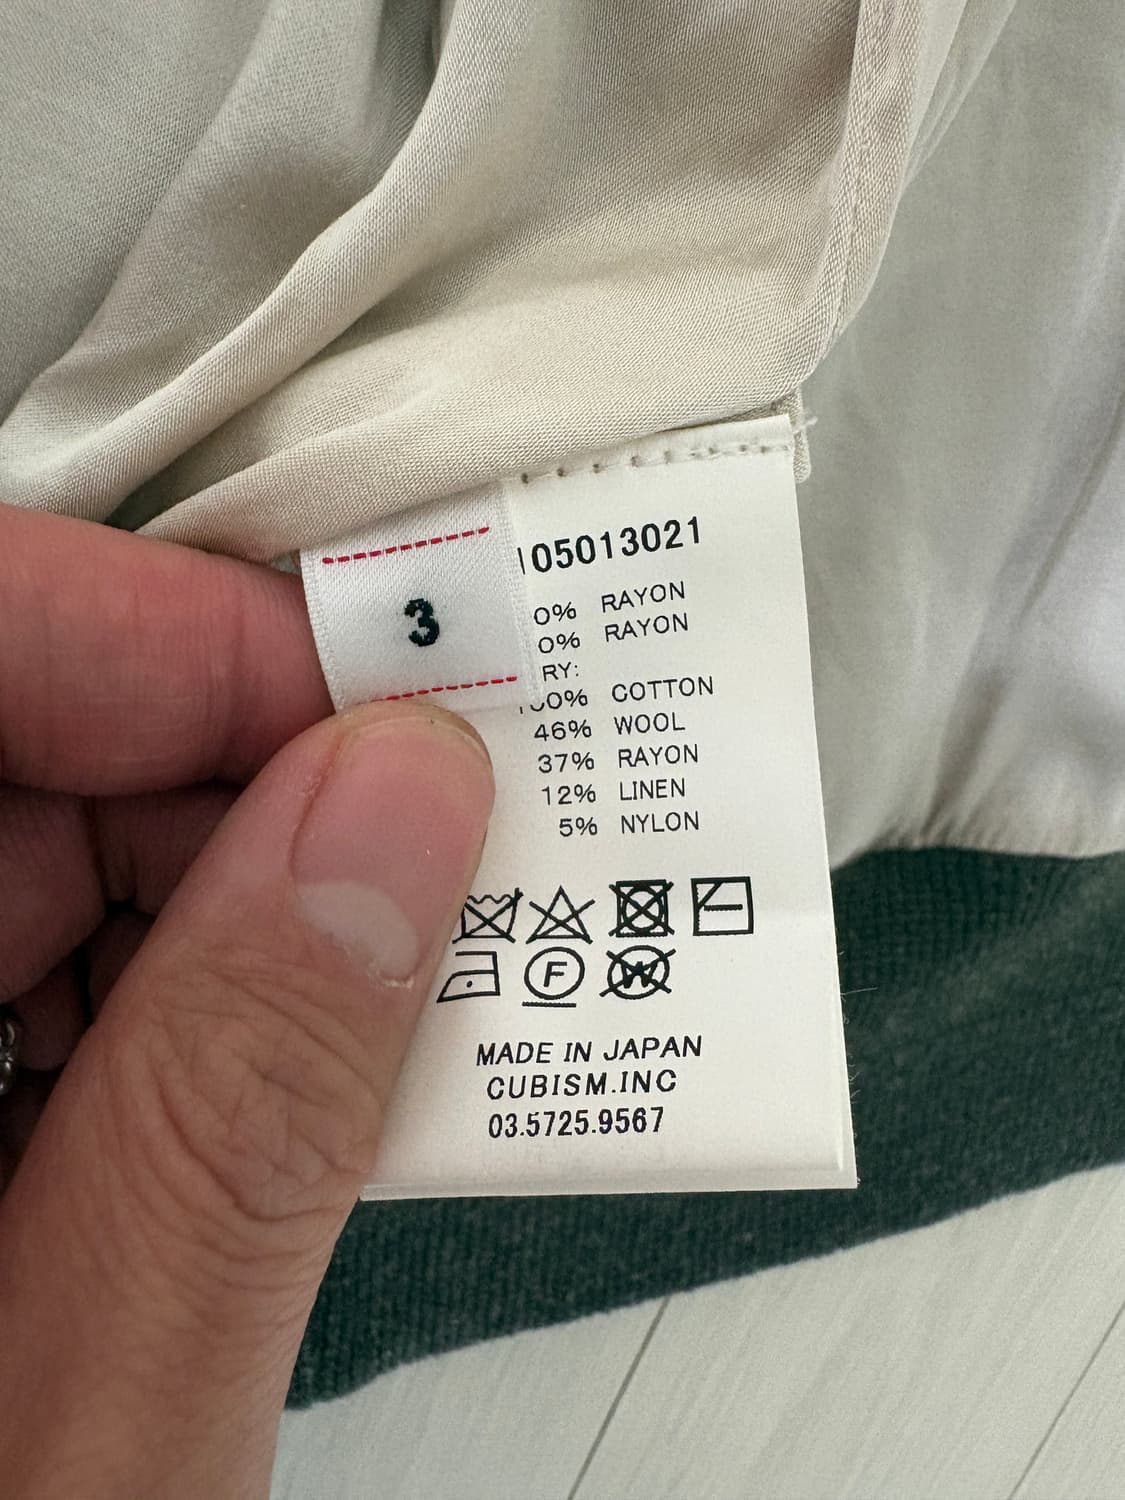 3
105013021
0% RAYON
0% RAYON
RY:
00% COTTON
46% WOOL
37% RAYON
12% LINEN
5% NYLON
F
W
MADE IN JAPAN
CUBISM.INC
03.5725.9567